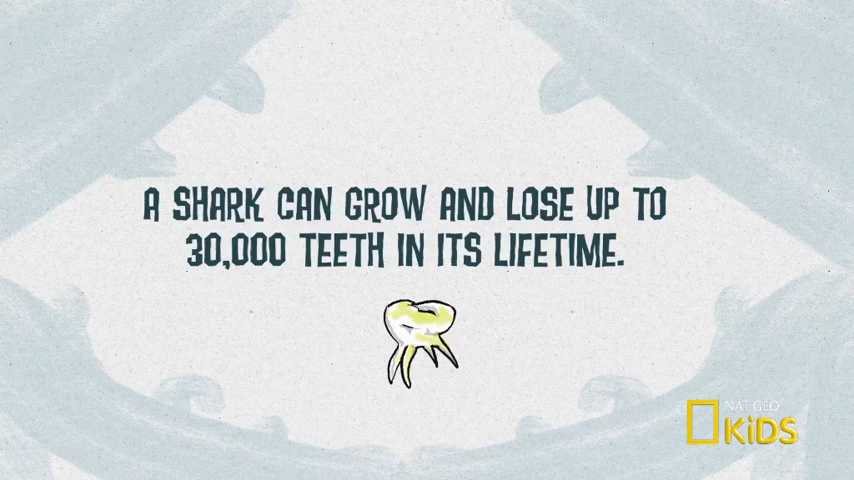 A SHARK CAN GROW AND LOSE UP TO
30,000 TEETH IN ITS LIFETIME.
NAT GEO
KiDS